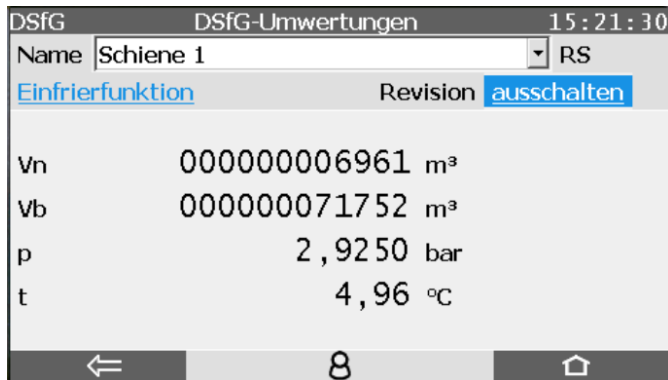 DSfG DSfG-Umwertungen 15:21:30
Name Schiene 1 RS
Einfrierfunktion Revision ausschalten
Vn 000000006961 m³
Vb 000000071752 m³
p 2,9250 bar
t 4,96 °C